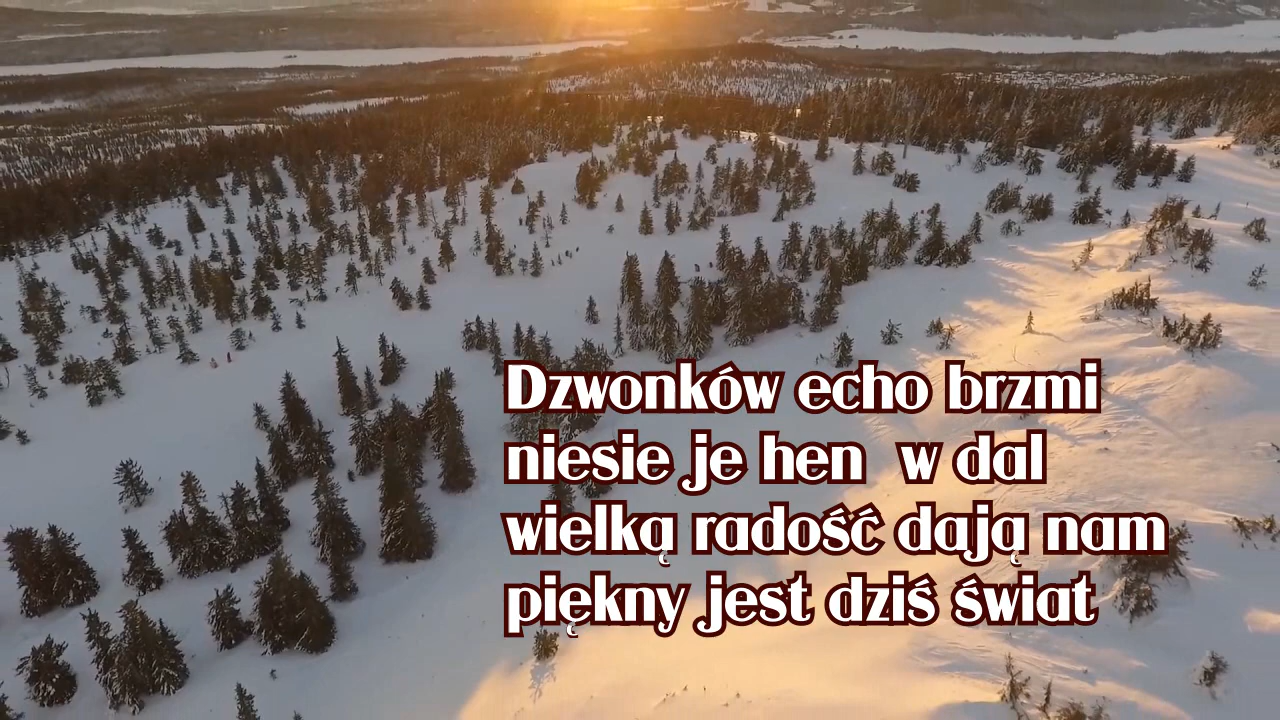 Dzwonków echo brzmi
niesie je hen w dal
wielką radość dają nam
piękny jest dziś świat